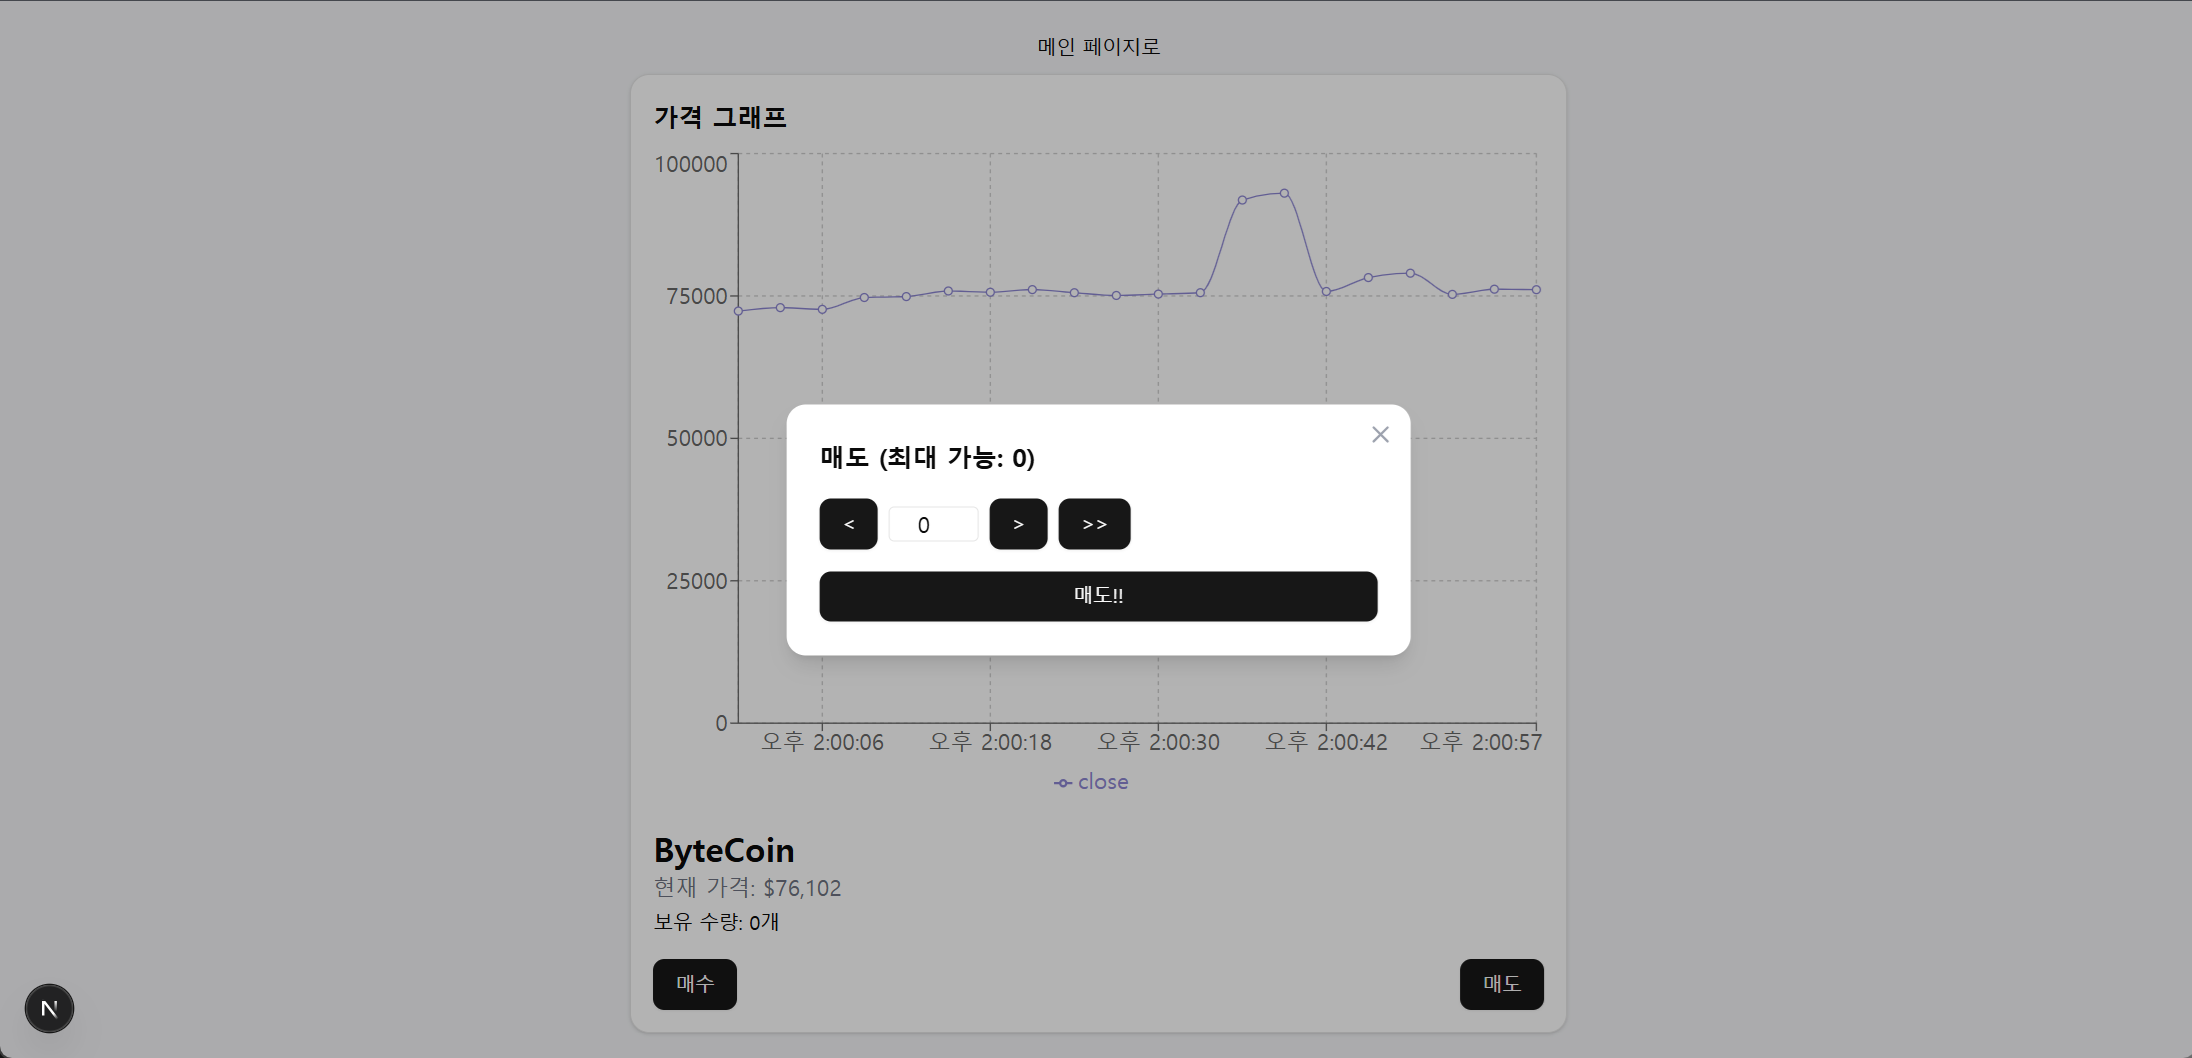 메인 페이지로
가격 그래프
100000
75000
50000
25000
0
오후 2:00:06 오후 2:00:18 오후 2:00:30 오후 2:00:42 오후 2:00:57
close
매도 (최대 가능: 0)
< 0 > >>
매도!!
ByteCoin
현재 가격: $76,102
보유 수량: 0개
매수 매도
N